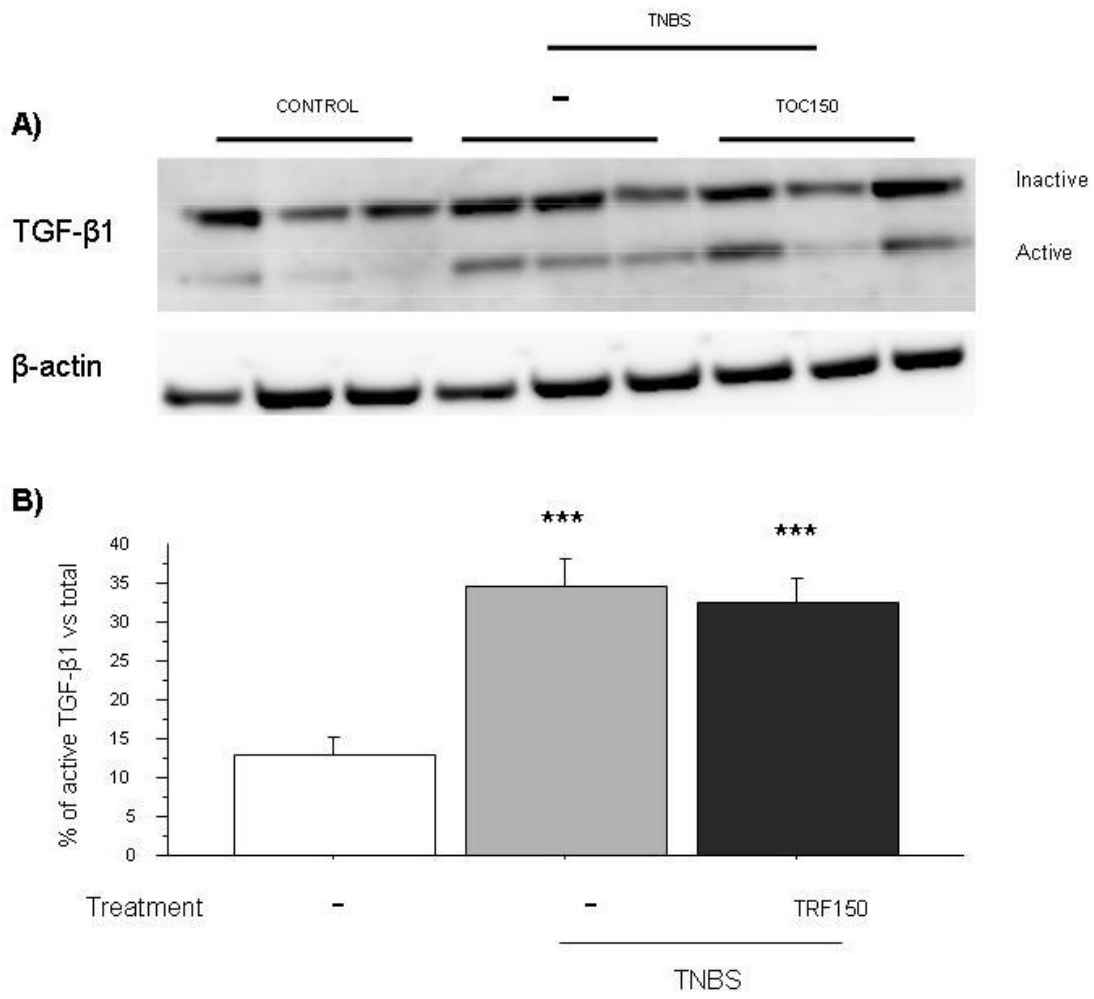 TNBS
-
CONTROL
TOC150
A)
Inactive
TGF-β1
Active
β-actin
B)
*** ***
40
35
30
25
20
15
10
5
0
% of active TGF-β1 vs total
Treatment - - TRF150
TNBS